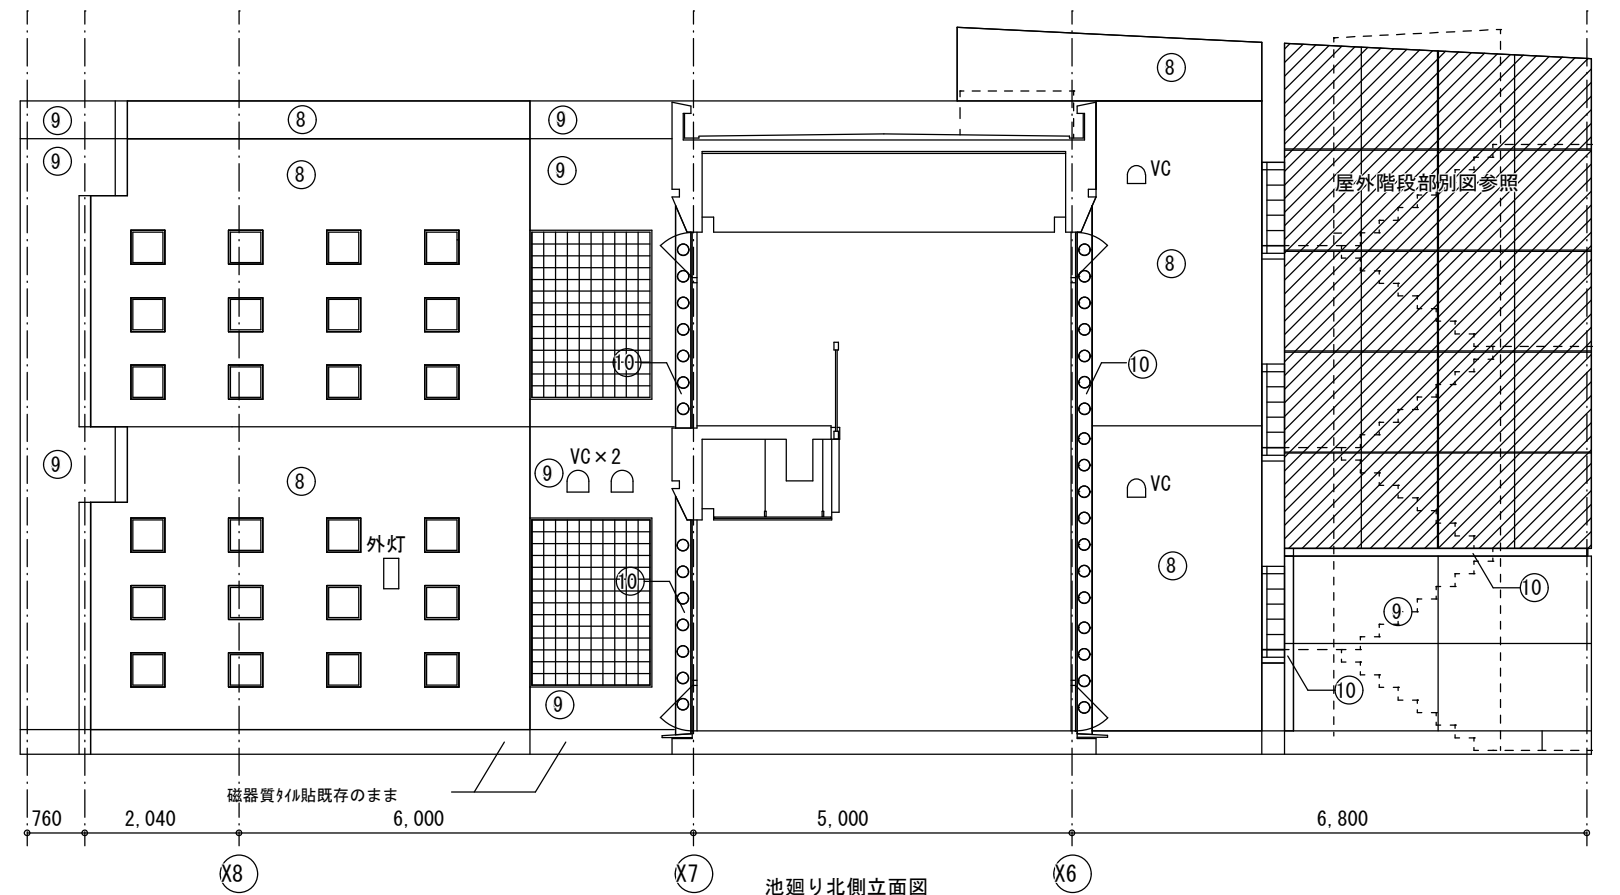 ⑧
⑨ ⑧ ⑨
⑨ ⑧ ⑨
VC
屋外階段部別図参照
⑧
⑩ ⑩
⑨ ⑧ ⑨ VC×2
VC
外灯
⑧
⑩ ⑨ ⑩
⑨ ⑩
磁器質ﾀｲﾙ貼既存のまま
760 2,040 6,000 5,000 6,800
X8 X7 X6
池廻り北側立面図